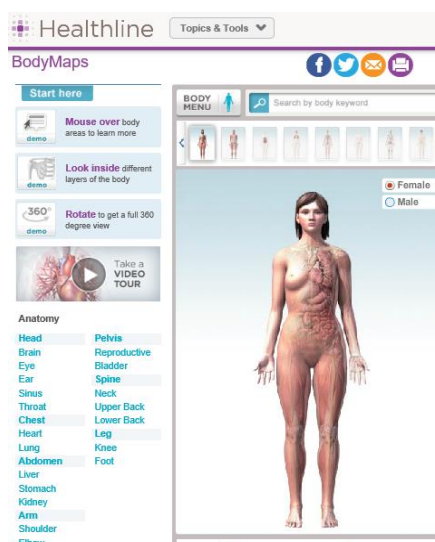 Healthline
Topics & Tools
BodyMaps
Start here
Mouse over body
areas to learn more
demo
Look inside different
layers of the body
demo
360°
Rotate to get a full 360
degree view
demo
Take a
VIDEO
TOUR
BODY
MENU
Search by body keyword
Female
Male
Anatomy
Head
Brain
Eye
Ear
Sinus
Throat
Chest
Heart
Lung
Abdomen
Liver
Stomach
Kidney
Arm
Shoulder
Elbow
Pelvis
Reproductive
Bladder
Spine
Neck
Upper Back
Lower Back
Leg
Knee
Foot